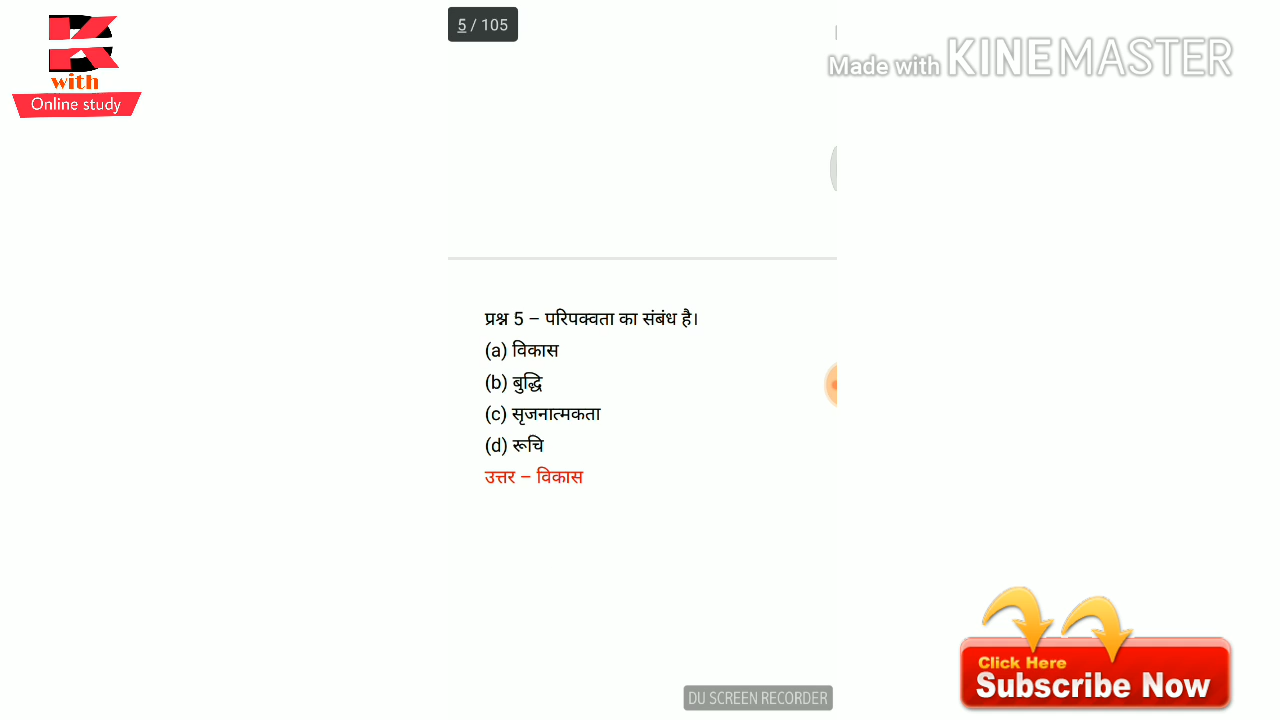 5 / 105
K
with
Online study
Made with KINEMASTER
प्रश्न 5 – परिपक्वता का संबंध है।
(a) विकास
(b) बुद्धि
(c) सृजनात्मकता
(d) रूचि
उत्तर – विकास
Click Here
Subscribe Now
DU SCREEN RECORDER